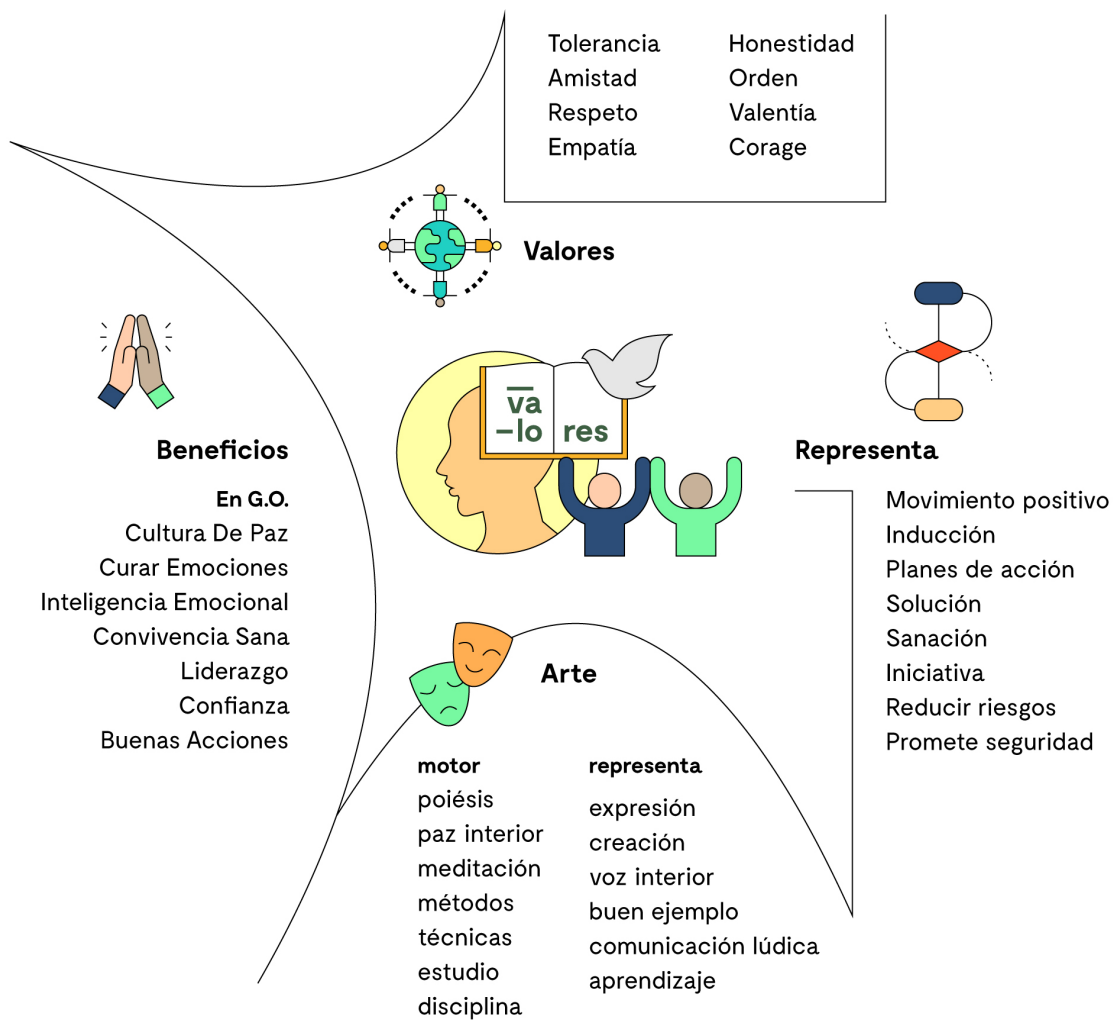 Tolerancia
Amistad
Respeto
Empatía
Honestidad
Orden
Valentía
Corage
Valores
va
–lo
res
Beneficios
En G.O.
Cultura De Paz
Curar Emociones
Inteligencia Emocional
Convivencia Sana
Liderazgo
Confianza
Buenas Acciones
Representa
Movimiento positivo
Inducción
Planes de acción
Solución
Sanación
Iniciativa
Reducir riesgos
Promete seguridad
Arte
motor
poiésis
paz interior
meditación
métodos
técnicas
estudio
disciplina
representa
expresión
creación
voz interior
buen ejemplo
comunicación lúdica
aprendizaje